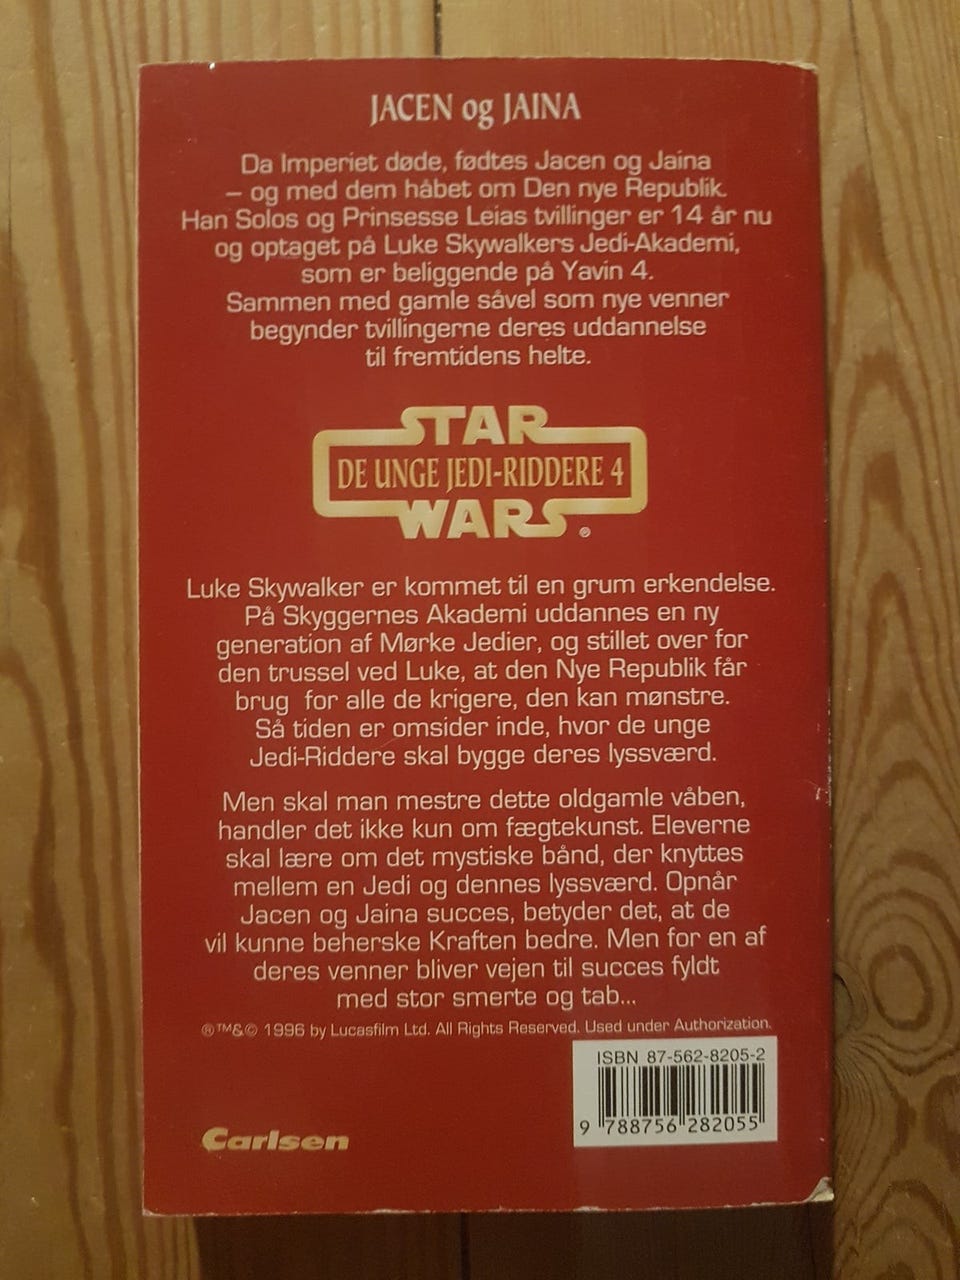 JACEN og JAINA
Da Imperiet døde, fødtes Jacen og Jaina
– og med dem håbet om Den nye Republik.
Han Solos og Prinsesse Leias tvillinger er 14 år nu
og optaget på Luke Skywalkers Jedi-Akademi,
som er beliggende på Yavin 4.
Sammen med gamle såvel som nye venner
begynder tvillingerne deres uddannelse
til fremtidens helte.
STAR
DE UNGE JEDI-RIDDERE 4
WARS ®
Luke Skywalker er kommet til en grum erkendelse.
På Skyggernes Akademi uddannes en ny
generation af Mørke Jedier, og stillet over for
den trussel ved Luke, at den Nye Republik får
brug for alle de krigere, den kan mønstre.
Så tiden er omsider inde, hvor de unge
Jedi-Riddere skal bygge deres lyssværd.
Men skal man mestre dette oldgamle våben,
handler det ikke kun om fægtekunst. Eleverne
skal lære om det mystiske bånd, der knyttes
mellem en Jedi og dennes lyssværd. Opnår
Jacen og Jaina succes, betyder det, at de
vil kunne beherske Kraften bedre. Men for en af
deres venner bliver vejen til succes fyldt
med stor smerte og tab...
®™&© 1996 by Lucasfilm Ltd. All Rights Reserved. Used under Authorization.
ISBN 87-562-8205-2
9 788756 282055
Carlsen